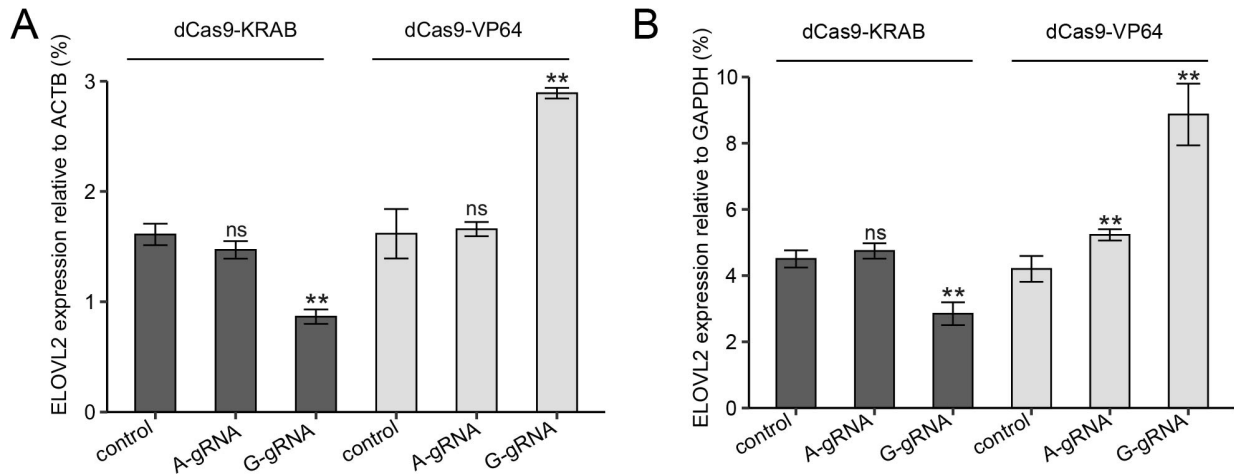 A
dCas9-KRAB
dCas9-VP64
ELOVL2 expression relative to ACTB (%)
3
2
1
0
ns
**
ns
**
control
A-gRNA
G-gRNA
control
A-gRNA
G-gRNA
B
dCas9-KRAB
dCas9-VP64
ELOVL2 expression relative to GAPDH (%)
10
8
6
4
2
0
ns
**
**
**
control
A-gRNA
G-gRNA
control
A-gRNA
G-gRNA